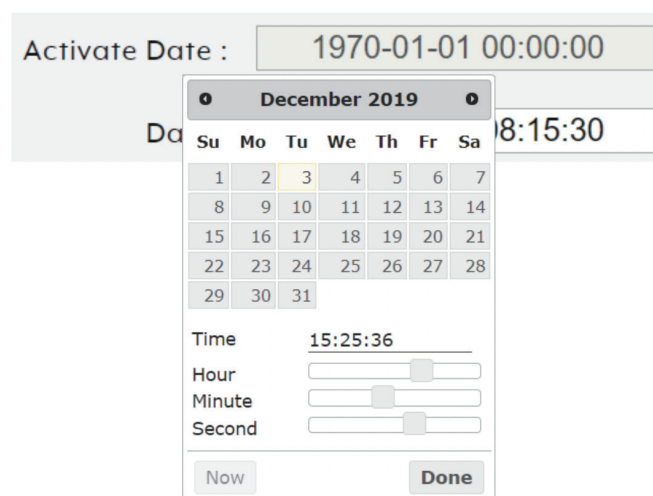 Activate Date : 1970-01-01 00:00:00
December 2019
Da 08:15:30
Su Mo Tu We Th Fr Sa
1 2 3 4 5 6 7
8 9 10 11 12 13 14
15 16 17 18 19 20 21
22 23 24 25 26 27 28
29 30 31
Time 15:25:36
Hour
Minute
Second
Now Done